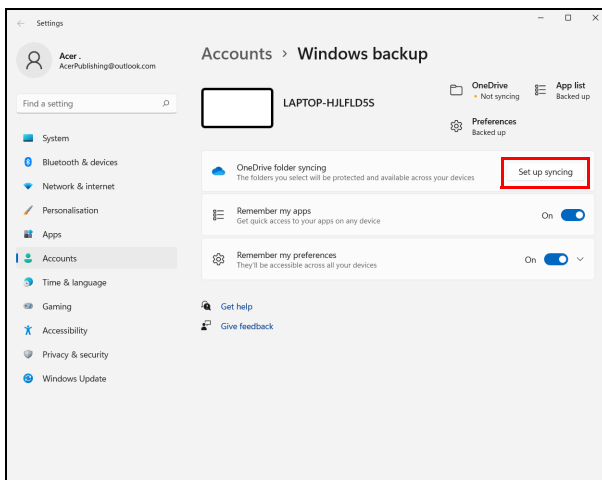 Settings
Acer .
AcerPublishing@outlook.com
Find a setting
System
Bluetooth & devices
Network & internet
Personalisation
Apps
Accounts
Time & language
Gaming
Accessibility
Privacy & security
Windows Update
Accounts > Windows backup
LAPTOP-HJLFLD5S
OneDrive
• Not syncing
App list
Backed up
Preferences
Backed up
OneDrive folder syncing
The folders you select will be protected and available across your devices
Set up syncing
Remember my apps
Get quick access to your apps on any device
On
Remember my preferences
They'll be accessible across all your devices
On
Get help
Give feedback